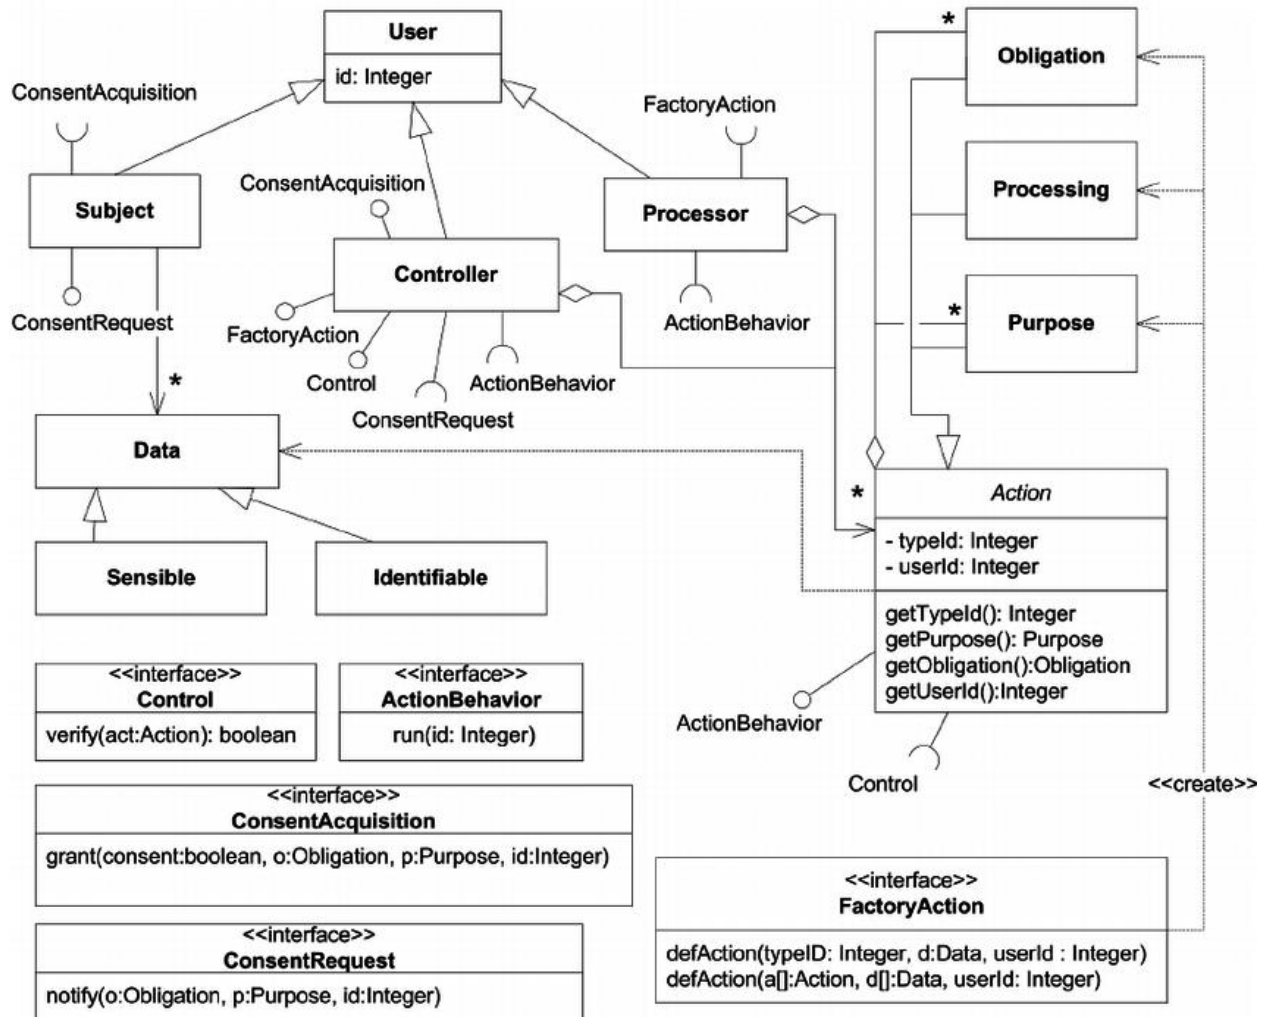 User
id: Integer
ConsentAcquisition
Subject
ConsentRequest
*
ConsentAcquisition
Controller
FactoryAction
Control
ConsentRequest
ActionBehavior
FactoryAction
Processor
ActionBehavior
*
Obligation
Processing
*
Purpose
Data
Sensible
Identifiable
*
Action
- typeId: Integer
- userId: Integer
getTypeId(): Integer
getPurpose(): Purpose
getObligation():Obligation
getUserId():Integer
ActionBehavior
Control
<<create>>
<<interface>>
Control
verify(act:Action): boolean
<<interface>>
ActionBehavior
run(id: Integer)
<<interface>>
ConsentAcquisition
grant(consent:boolean, o:Obligation, p:Purpose, id:Integer)
<<interface>>
ConsentRequest
notify(o:Obligation, p:Purpose, id:Integer)
<<interface>>
FactoryAction
defAction(typeID: Integer, d:Data, userId : Integer)
defAction(a[]:Action, d[]:Data, userId: Integer)